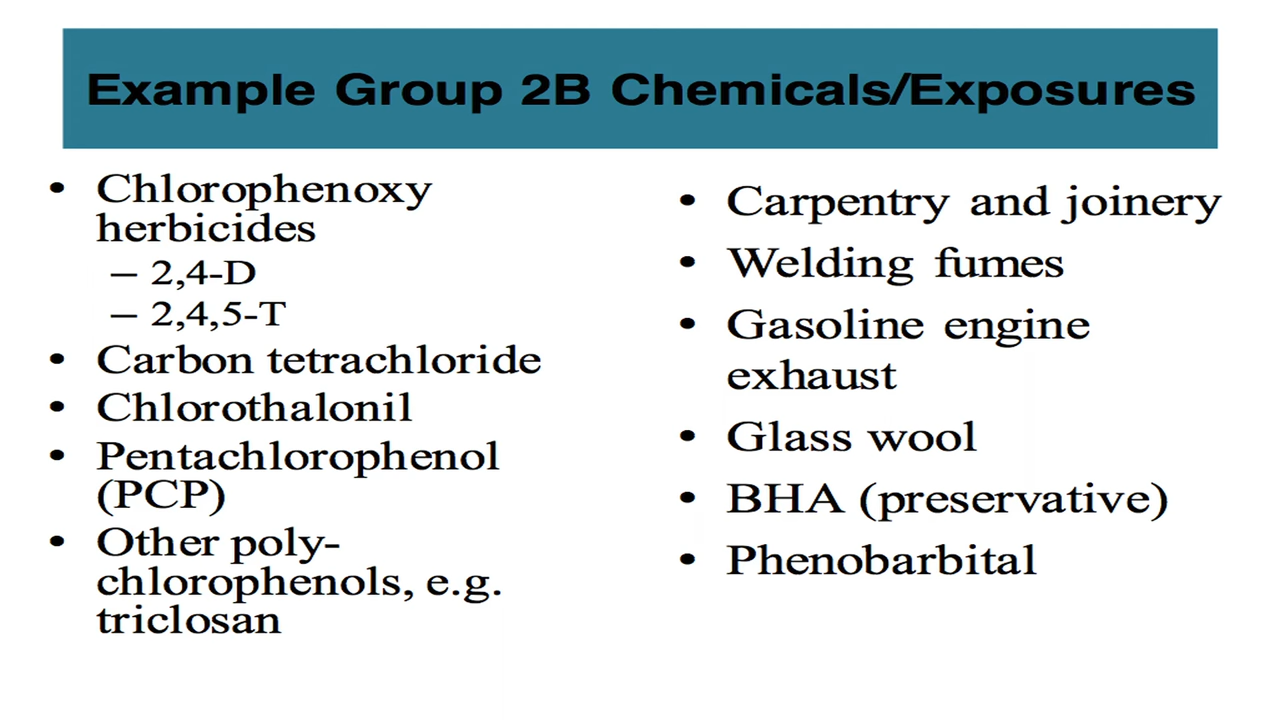 Example Group 2B Chemicals/Exposures
• Chlorophenoxy
herbicides
– 2,4-D
– 2,4,5-T
• Carbon tetrachloride
• Chlorothalonil
• Pentachlorophenol
(PCP)
• Other poly-
chlorophenols, e.g.
triclosan
• Carpentry and joinery
• Welding fumes
• Gasoline engine
exhaust
• Glass wool
• BHA (preservative)
• Phenobarbital